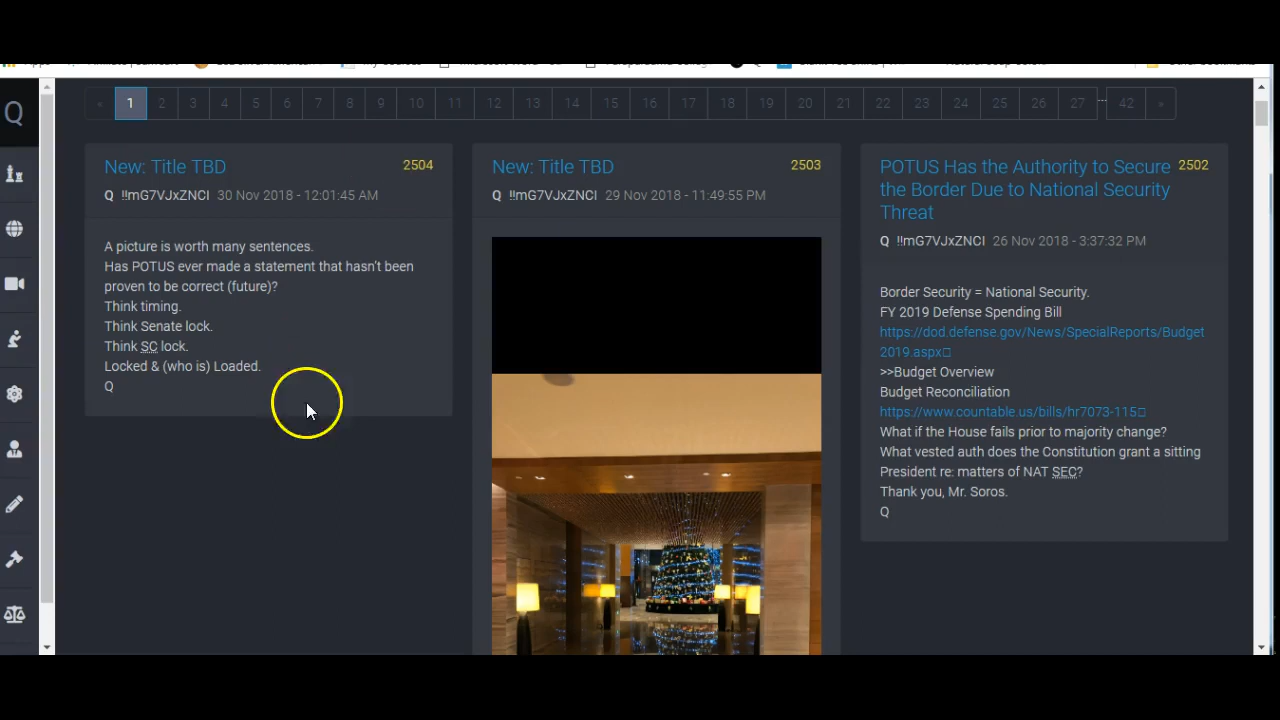 Q
« 1 2 3 4 5 6 7 8 9 10 11 12 13 14 15 16 17 18 19 20 21 22 23 24 25 26 27 ... 42 »
New: Title TBD 2504
Q !!mG7VJxZNCI 30 Nov 2018 - 12:01:45 AM
A picture is worth many sentences.
Has POTUS ever made a statement that hasn't been
proven to be correct (future)?
Think timing.
Think Senate lock.
Think SC lock.
Locked & (who is) Loaded.
Q
New: Title TBD 2503
Q !!mG7VJxZNCI 29 Nov 2018 - 11:49:55 PM
POTUS Has the Authority to Secure 2502
the Border Due to National Security
Threat
Q !!mG7VJxZNCI 26 Nov 2018 - 3:37:32 PM
Border Security = National Security.
FY 2019 Defense Spending Bill
https://dod.defense.gov/News/SpecialReports/Budget
2019.aspx
>>Budget Overview
Budget Reconciliation
https://www.countable.us/bills/hr7073-115
What if the House fails prior to majority change?
What vested auth does the Constitution grant a sitting
President re: matters of NAT SEC?
Thank you, Mr. Soros.
Q